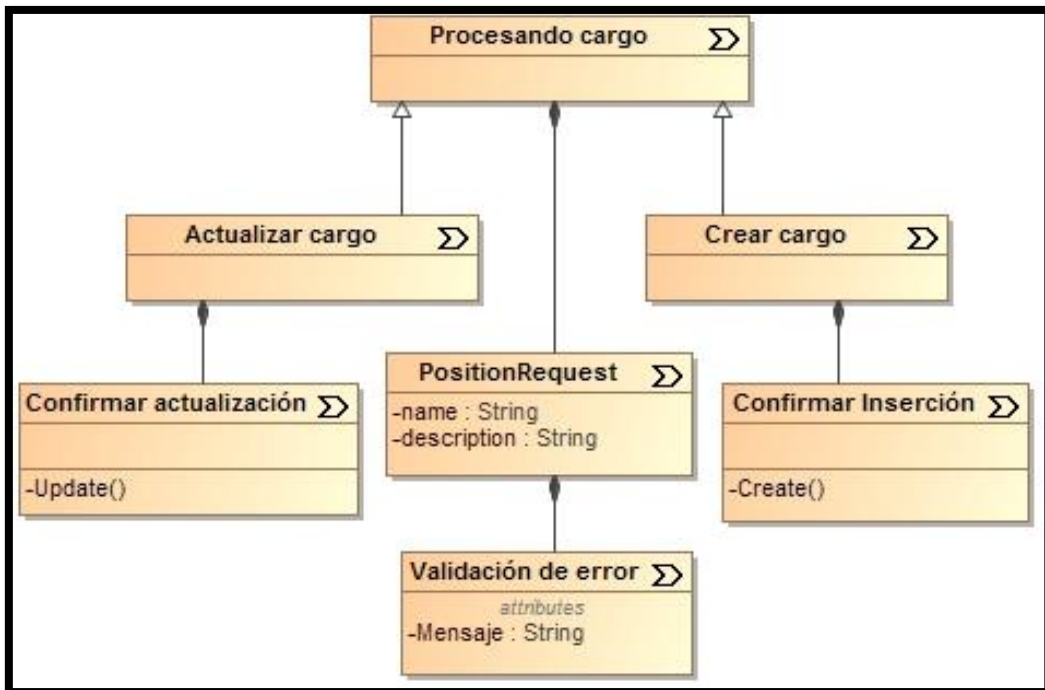 Procesando cargo
Actualizar cargo
Crear cargo
Confirmar actualización
-Update()
PositionRequest
-name : String
-description : String
Confirmar Inserción
-Create()
Validación de error
attributes
-Mensaje : String